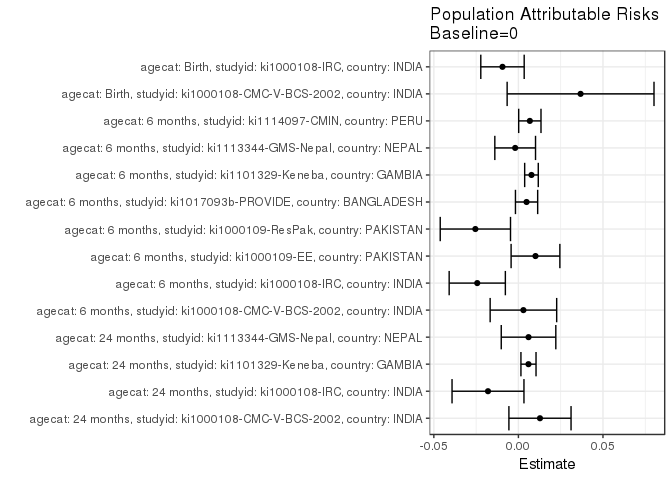 Population Attributable Risks
Baseline=0
agecat: Birth, studyid: ki1000108-IRC, country: INDIA
agecat: Birth, studyid: ki1000108-CMC-V-BCS-2002, country: INDIA
agecat: 6 months, studyid: ki1114097-CMIN, country: PERU
agecat: 6 months, studyid: ki1113344-GMS-Nepal, country: NEPAL
agecat: 6 months, studyid: ki1101329-Keneba, country: GAMBIA
agecat: 6 months, studyid: ki1017093b-PROVIDE, country: BANGLADESH
agecat: 6 months, studyid: ki1000109-ResPak, country: PAKISTAN
agecat: 6 months, studyid: ki1000109-EE, country: PAKISTAN
agecat: 6 months, studyid: ki1000108-IRC, country: INDIA
agecat: 6 months, studyid: ki1000108-CMC-V-BCS-2002, country: INDIA
agecat: 24 months, studyid: ki1113344-GMS-Nepal, country: NEPAL
agecat: 24 months, studyid: ki1101329-Keneba, country: GAMBIA
agecat: 24 months, studyid: ki1000108-IRC, country: INDIA
agecat: 24 months, studyid: ki1000108-CMC-V-BCS-2002, country: INDIA
-0.05 0.00 0.05
Estimate